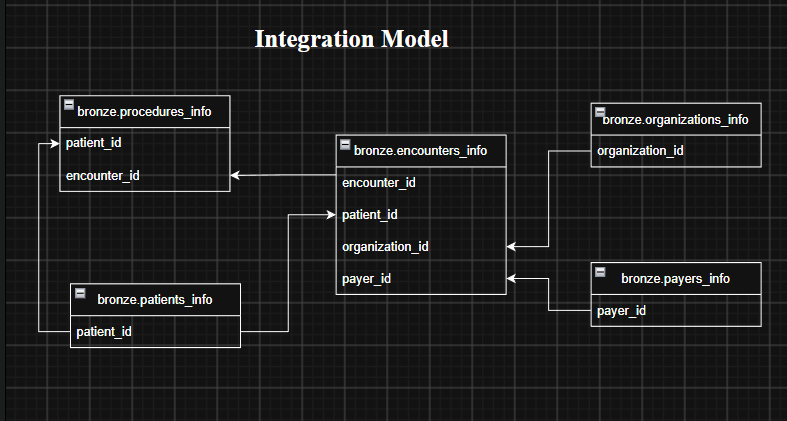 Integration Model
bronze.procedures_info
patient_id
encounter_id
bronze.encounters_info
encounter_id
patient_id
organization_id
payer_id
bronze.organizations_info
organization_id
bronze.patients_info
patient_id
bronze.payers_info
payer_id